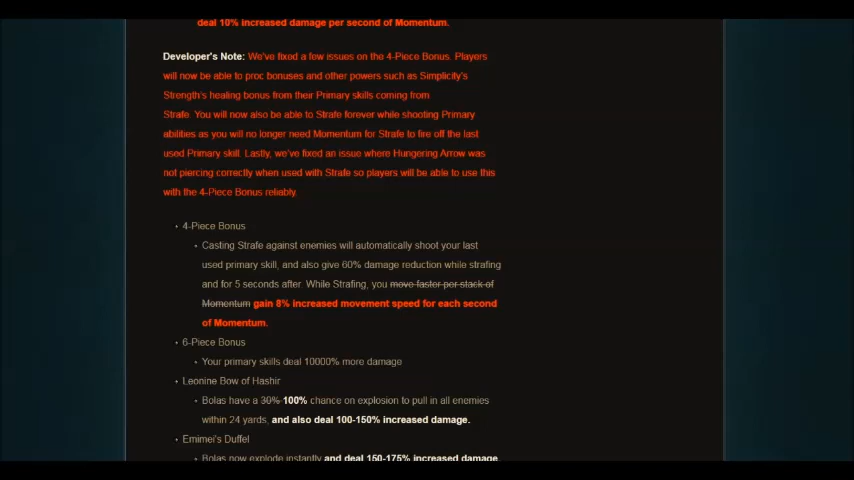 deal 10% increased damage per second of Momentum.
Developer's Note: We've fixed a few issues on the 4-Piece Bonus. Players
will now be able to proc bonuses and other powers such as Simplicity's
Strength's healing bonus from their Primary skills coming from
Strafe. You will now also be able to Strafe forever while shooting Primary
abilities as you will no longer need Momentum for Strafe to fire off the last
used Primary skill. Lastly, we've fixed an issue where Hungering Arrow was
not piercing correctly when used with Strafe so players will be able to use this
with the 4-Piece Bonus reliably.
• 4-Piece Bonus
• Casting Strafe against enemies will automatically shoot your last
used primary skill, and also give 60% damage reduction while strafing
and for 5 seconds after. While Strafing, you move faster per stack of
Momentum gain 8% increased movement speed for each second
of Momentum.
• 6-Piece Bonus
• Your primary skills deal 10000% more damage
• Leonine Bow of Hashir
• Bolas have a 30% 100% chance on explosion to pull in all enemies
within 24 yards, and also deal 100-150% increased damage.
• Emimei's Duffel
• Bolas now explode instantly and deal 150-175% increased damage.